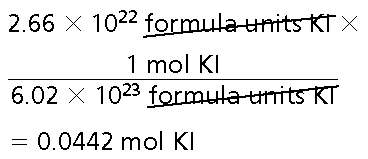 2.66 × 10²² formula units KI ×
1 mol KI
6.02 × 10²³ formula units KI
= 0.0442 mol KI